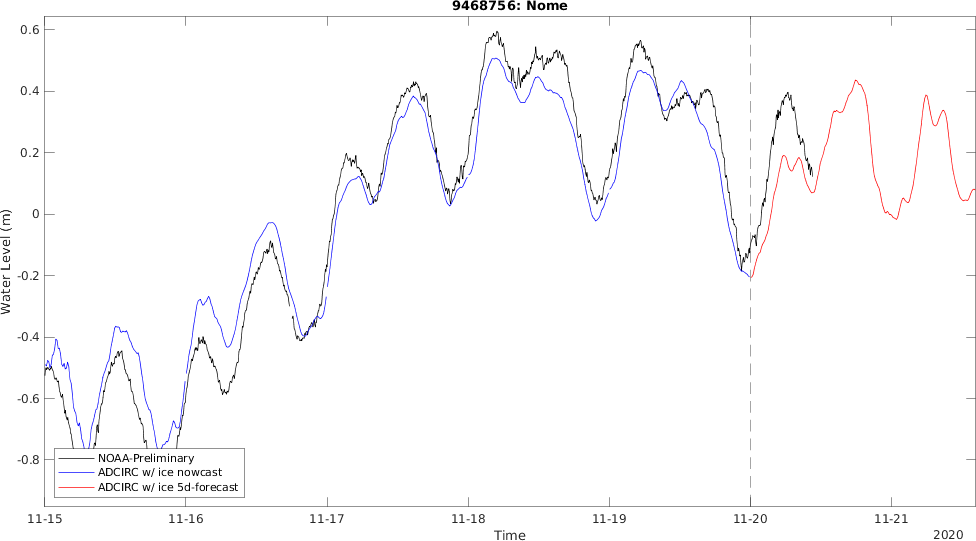 9468756: Nome
0.6
0.4
0.2
0
-0.2
-0.4
-0.6
-0.8
Water Level (m)
NOAA-Preliminary
ADCIRC w/ ice nowcast
ADCIRC w/ ice 5d-forecast
11-15 11-16 11-17 11-18 11-19 11-20 11-21
Time
2020